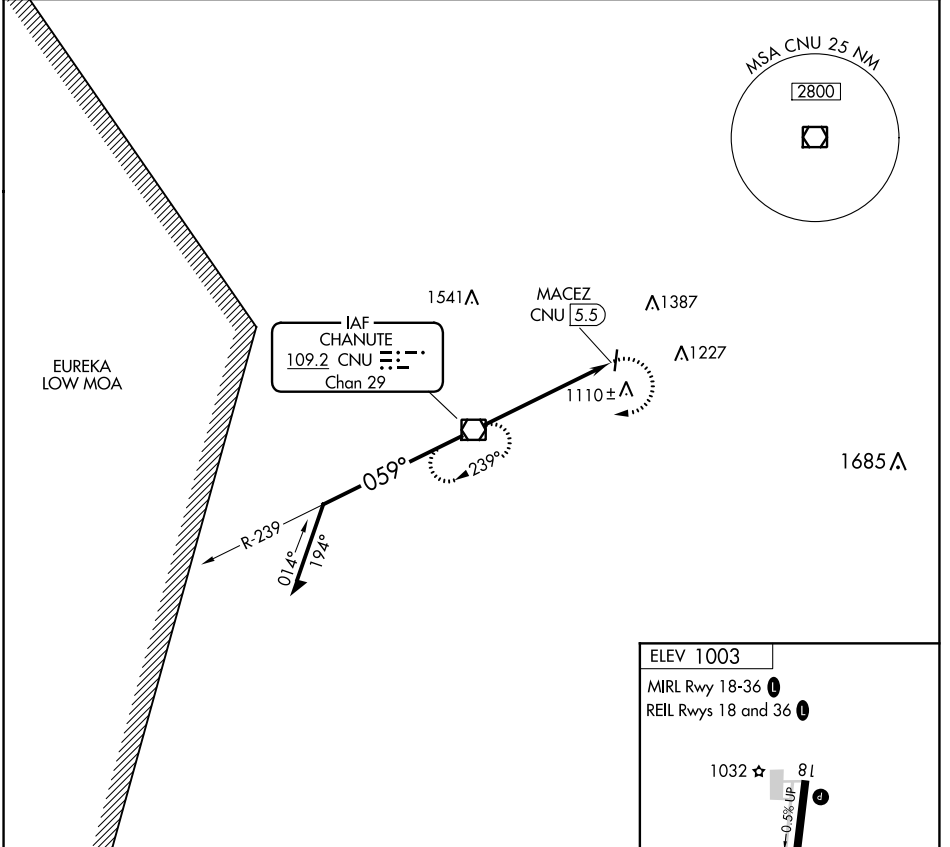 MSA CNU 25 NM
2800
1541
MACEZ
CNU 5.5
1387
IAF
CHANUTE
109.2 CNU
Chan 29
1227
EUREKA
LOW MOA
1110±
1685
059°
239°
R-239
014°
194°
ELEV 1003
MIRL Rwy 18-36 L
REIL Rwys 18 and 36 L
1032
18
P
0.5% UP